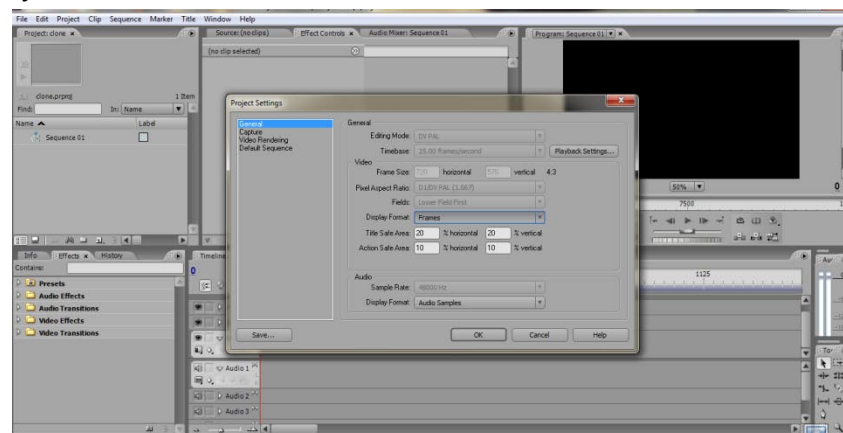 File Edit Project Clip Sequence Marker Title Window Help
Project: clone
Source: (no clips) Effect Controls Audio Mixer: Sequence 01
Program: Sequence 01
(no clip selected)
clone.prproj 1 Item
Find: In: Name
Name Label
Sequence 01
Project Settings
General
Capture
Video Rendering
Default Sequence
General
Editing Mode: DV PAL
Timebase: 25.00 frames/second Playback Settings...
Video
Frame Size: 720 horizontal vertical 4:3
Pixel Aspect Ratio: D1/DV PAL (1.067)
Fields: Lower Field First
Display Format: Frames
Title Safe Area: 20 % horizontal 20 % vertical
Action Safe Area: 10 % horizontal 10 % vertical
Audio
Sample Rate: 48000 Hz
Display Format: Audio Samples
Save... OK Cancel Help
50% 0
7500
Info Effects History
Timeline
Contains:
0
1125
Presets
Audio Effects
Audio Transitions
Video Effects
Video Transitions
Audio 1
Audio 2
Audio 3